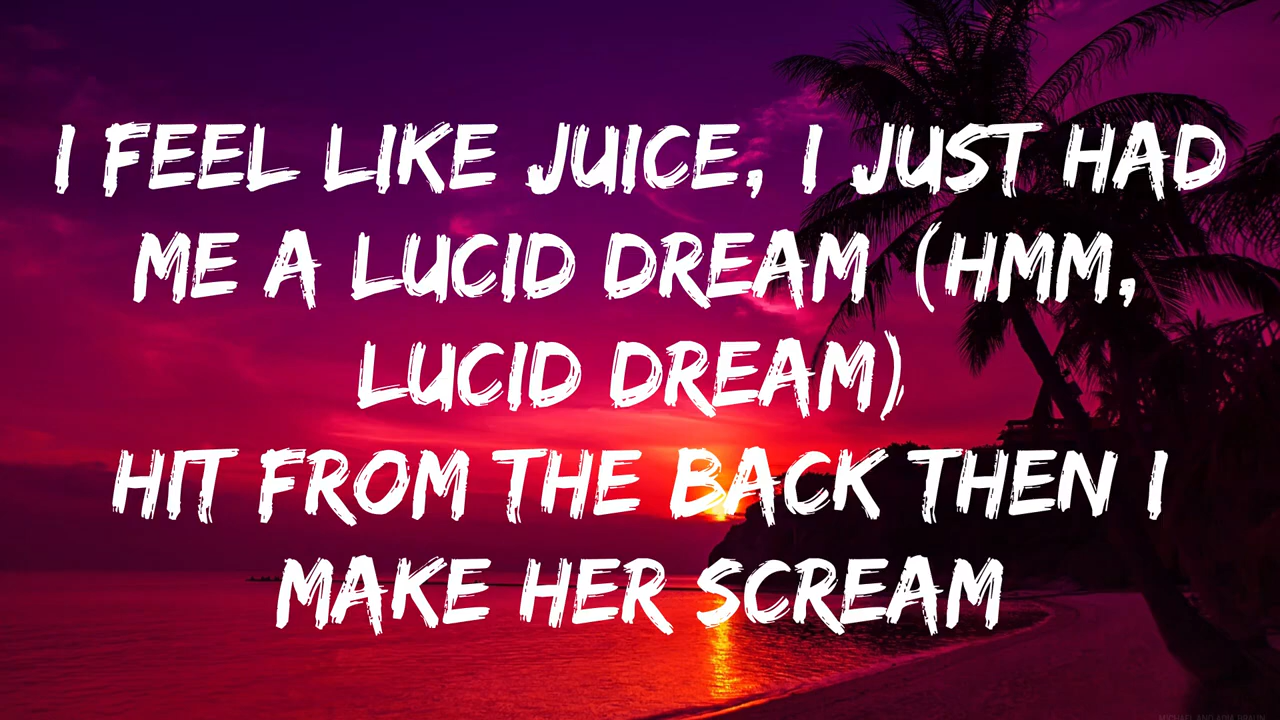 I FEEL LIKE JUICE, I JUST HAD
ME A LUCID DREAM (HMM,
LUCID DREAM)
HIT FROM THE BACK THEN I
MAKE HER SCREAM